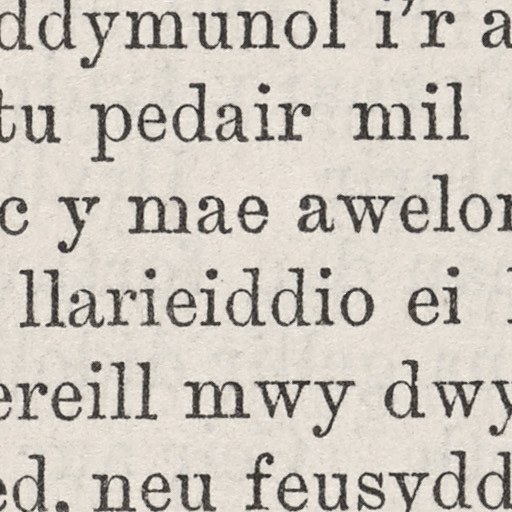 ddymunol i'r a
tu pedair mil
c y mae awelon
llarieiddio ei
ereill mwy dwy
ed, neu feusydd